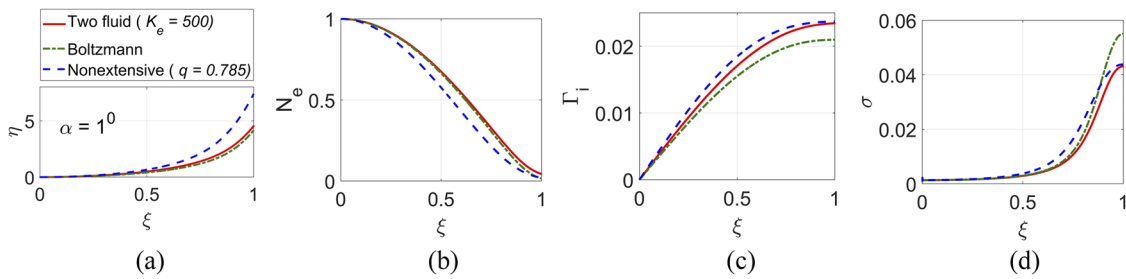 Two fluid ( K_e = 500)
Boltzmann
Nonextensive ( q = 0.785)
η
5
0
α = 1⁰
0
0.5
1
ξ
(a)
N_e
1
0.5
0
0
0.5
1
ξ
(b)
Γ_i
0.02
0.01
0
0
0.5
1
ξ
(c)
σ
0.06
0.04
0.02
0
0
0.5
1
ξ
(d)